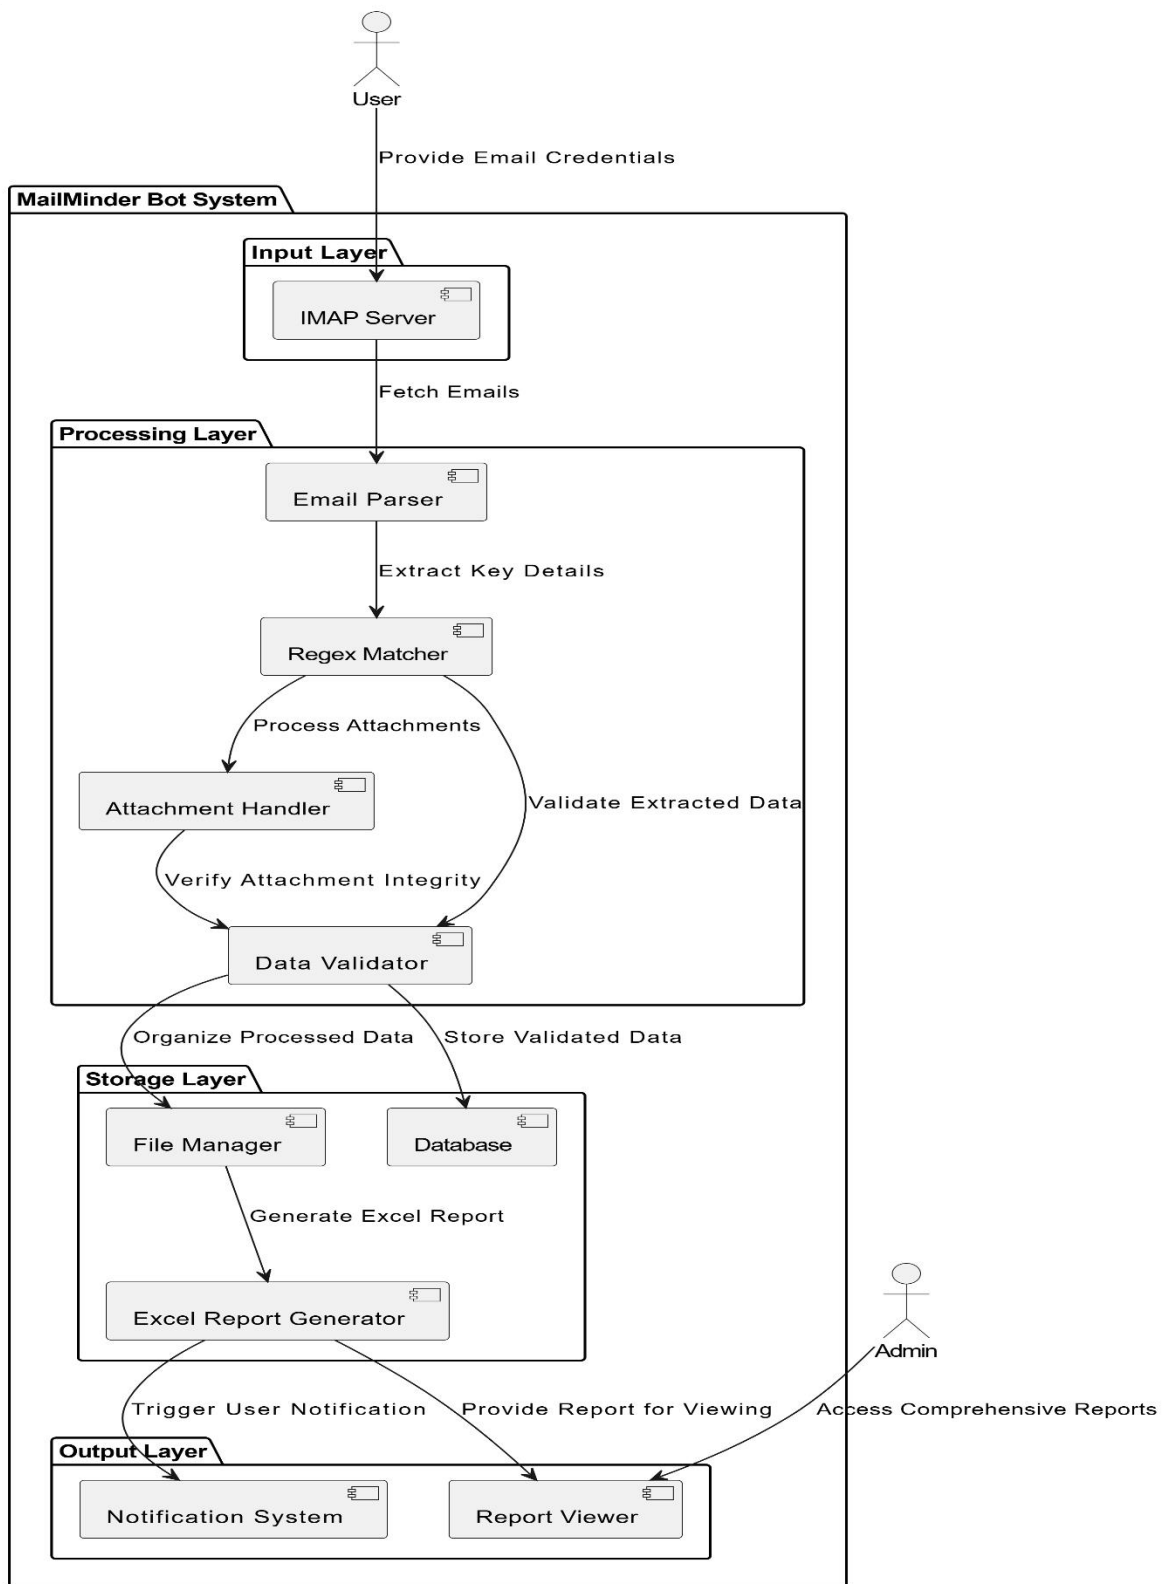 User
Provide Email Credentials
MailMinder Bot System
Input Layer
IMAP Server
Fetch Emails
Processing Layer
Email Parser
Extract Key Details
Regex Matcher
Process Attachments
Attachment Handler
Validate Extracted Data
Verify Attachment Integrity
Data Validator
Organize Processed Data
Store Validated Data
Storage Layer
File Manager
Database
Generate Excel Report
Excel Report Generator
Admin
Trigger User Notification
Provide Report for Viewing
Access Comprehensive Reports
Output Layer
Notification System
Report Viewer